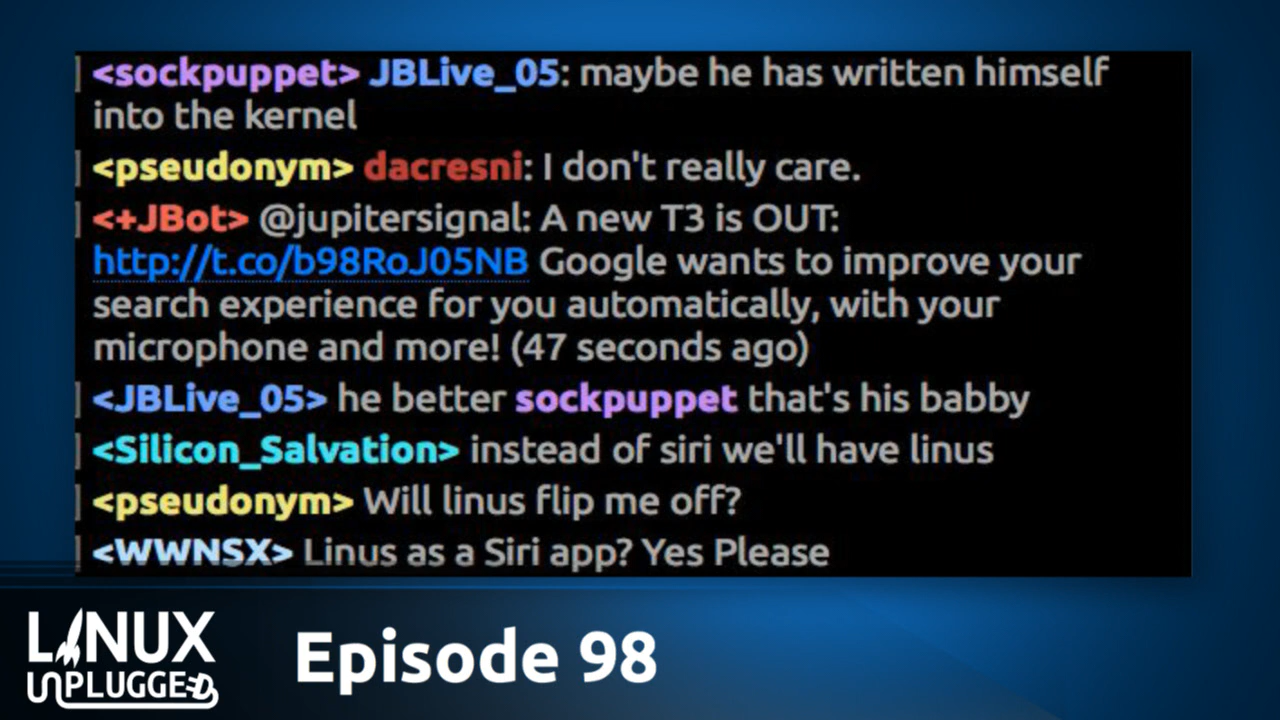 <sockpuppet> JBLive_05: maybe he has written himself
into the kernel
<pseudonym> dacresni: I don't really care.
<+JBot> @jupitersignal: A new T3 is OUT:
http://t.co/b98RoJ05NB Google wants to improve your
search experience for you automatically, with your
microphone and more! (47 seconds ago)
<JBLive_05> he better sockpuppet that's his babby
<Silicon_Salvation> instead of siri we'll have linus
<pseudonym> Will linus flip me off?
<WWNSX> Linus as a Siri app? Yes Please
LINUX
UNPLUGGED
Episode 98